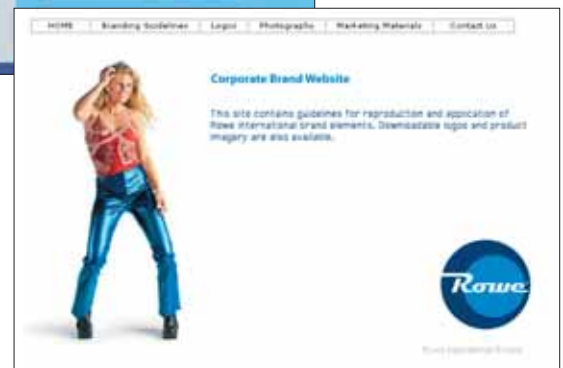 HOME Branding Guidelines Logos Photography Marketing Materials Contact Us
Corporate Brand Website
This site contains guidelines for reproduction and application of
Rowe International brand elements. Downloadable logos and product
imagery are also available.
Rowe